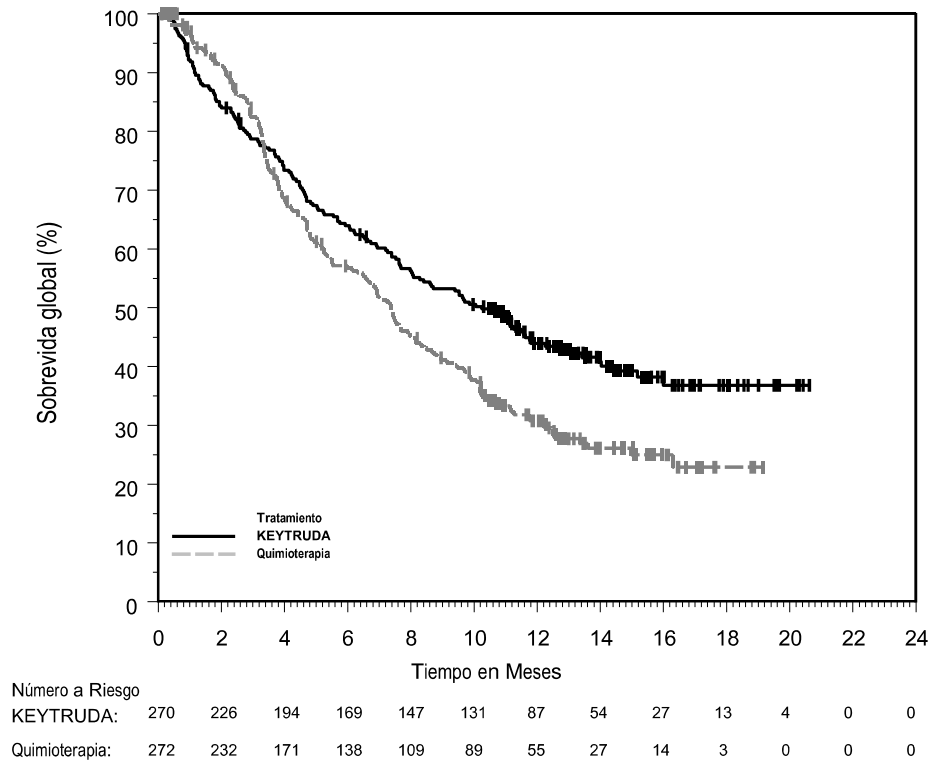 100
90
80
70
60
50
40
30
20
10
0
Sobrevida global (%)
Tratamiento
KEYTRUDA
Quimioterapia
0 2 4 6 8 10 12 14 16 18 20 22 24
Tiempo en Meses
Número a Riesgo
KEYTRUDA: 270 226 194 169 147 131 87 54 27 13 4 0 0
Quimioterapia: 272 232 171 138 109 89 55 27 14 3 0 0 0